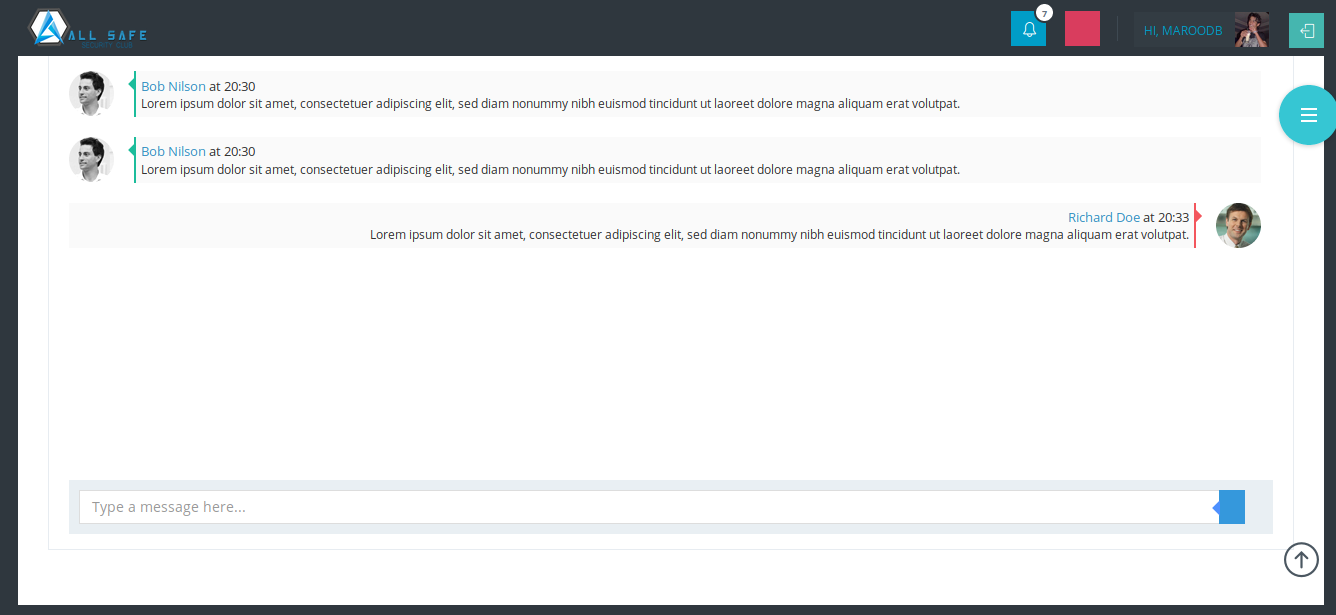 ALL SAFE
SECURITY CLUB
7
HI, MAROODB
Bob Nilson at 20:30
Lorem ipsum dolor sit amet, consectetuer adipiscing elit, sed diam nonummy nibh euismod tincidunt ut laoreet dolore magna aliquam erat volutpat.
Bob Nilson at 20:30
Lorem ipsum dolor sit amet, consectetuer adipiscing elit, sed diam nonummy nibh euismod tincidunt ut laoreet dolore magna aliquam erat volutpat.
Richard Doe at 20:33
Lorem ipsum dolor sit amet, consectetuer adipiscing elit, sed diam nonummy nibh euismod tincidunt ut laoreet dolore magna aliquam erat volutpat.
Type a message here...